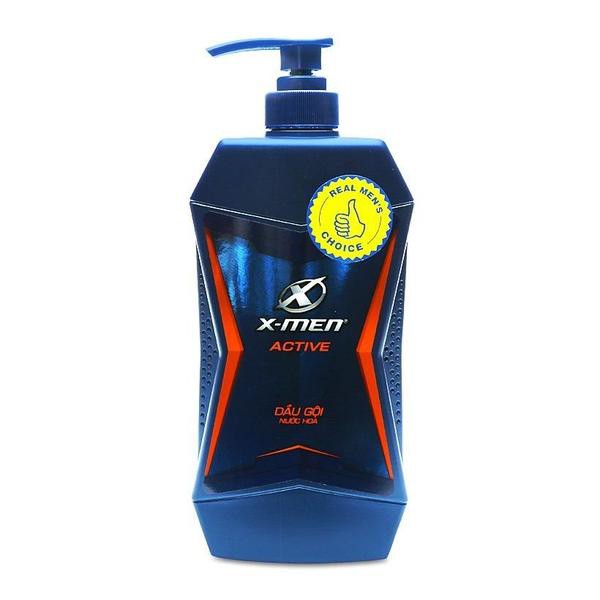 REAL MEN'S
CHOICE
X
X-MEN®
ACTIVE
DẦU GỘI
NƯỚC HOA